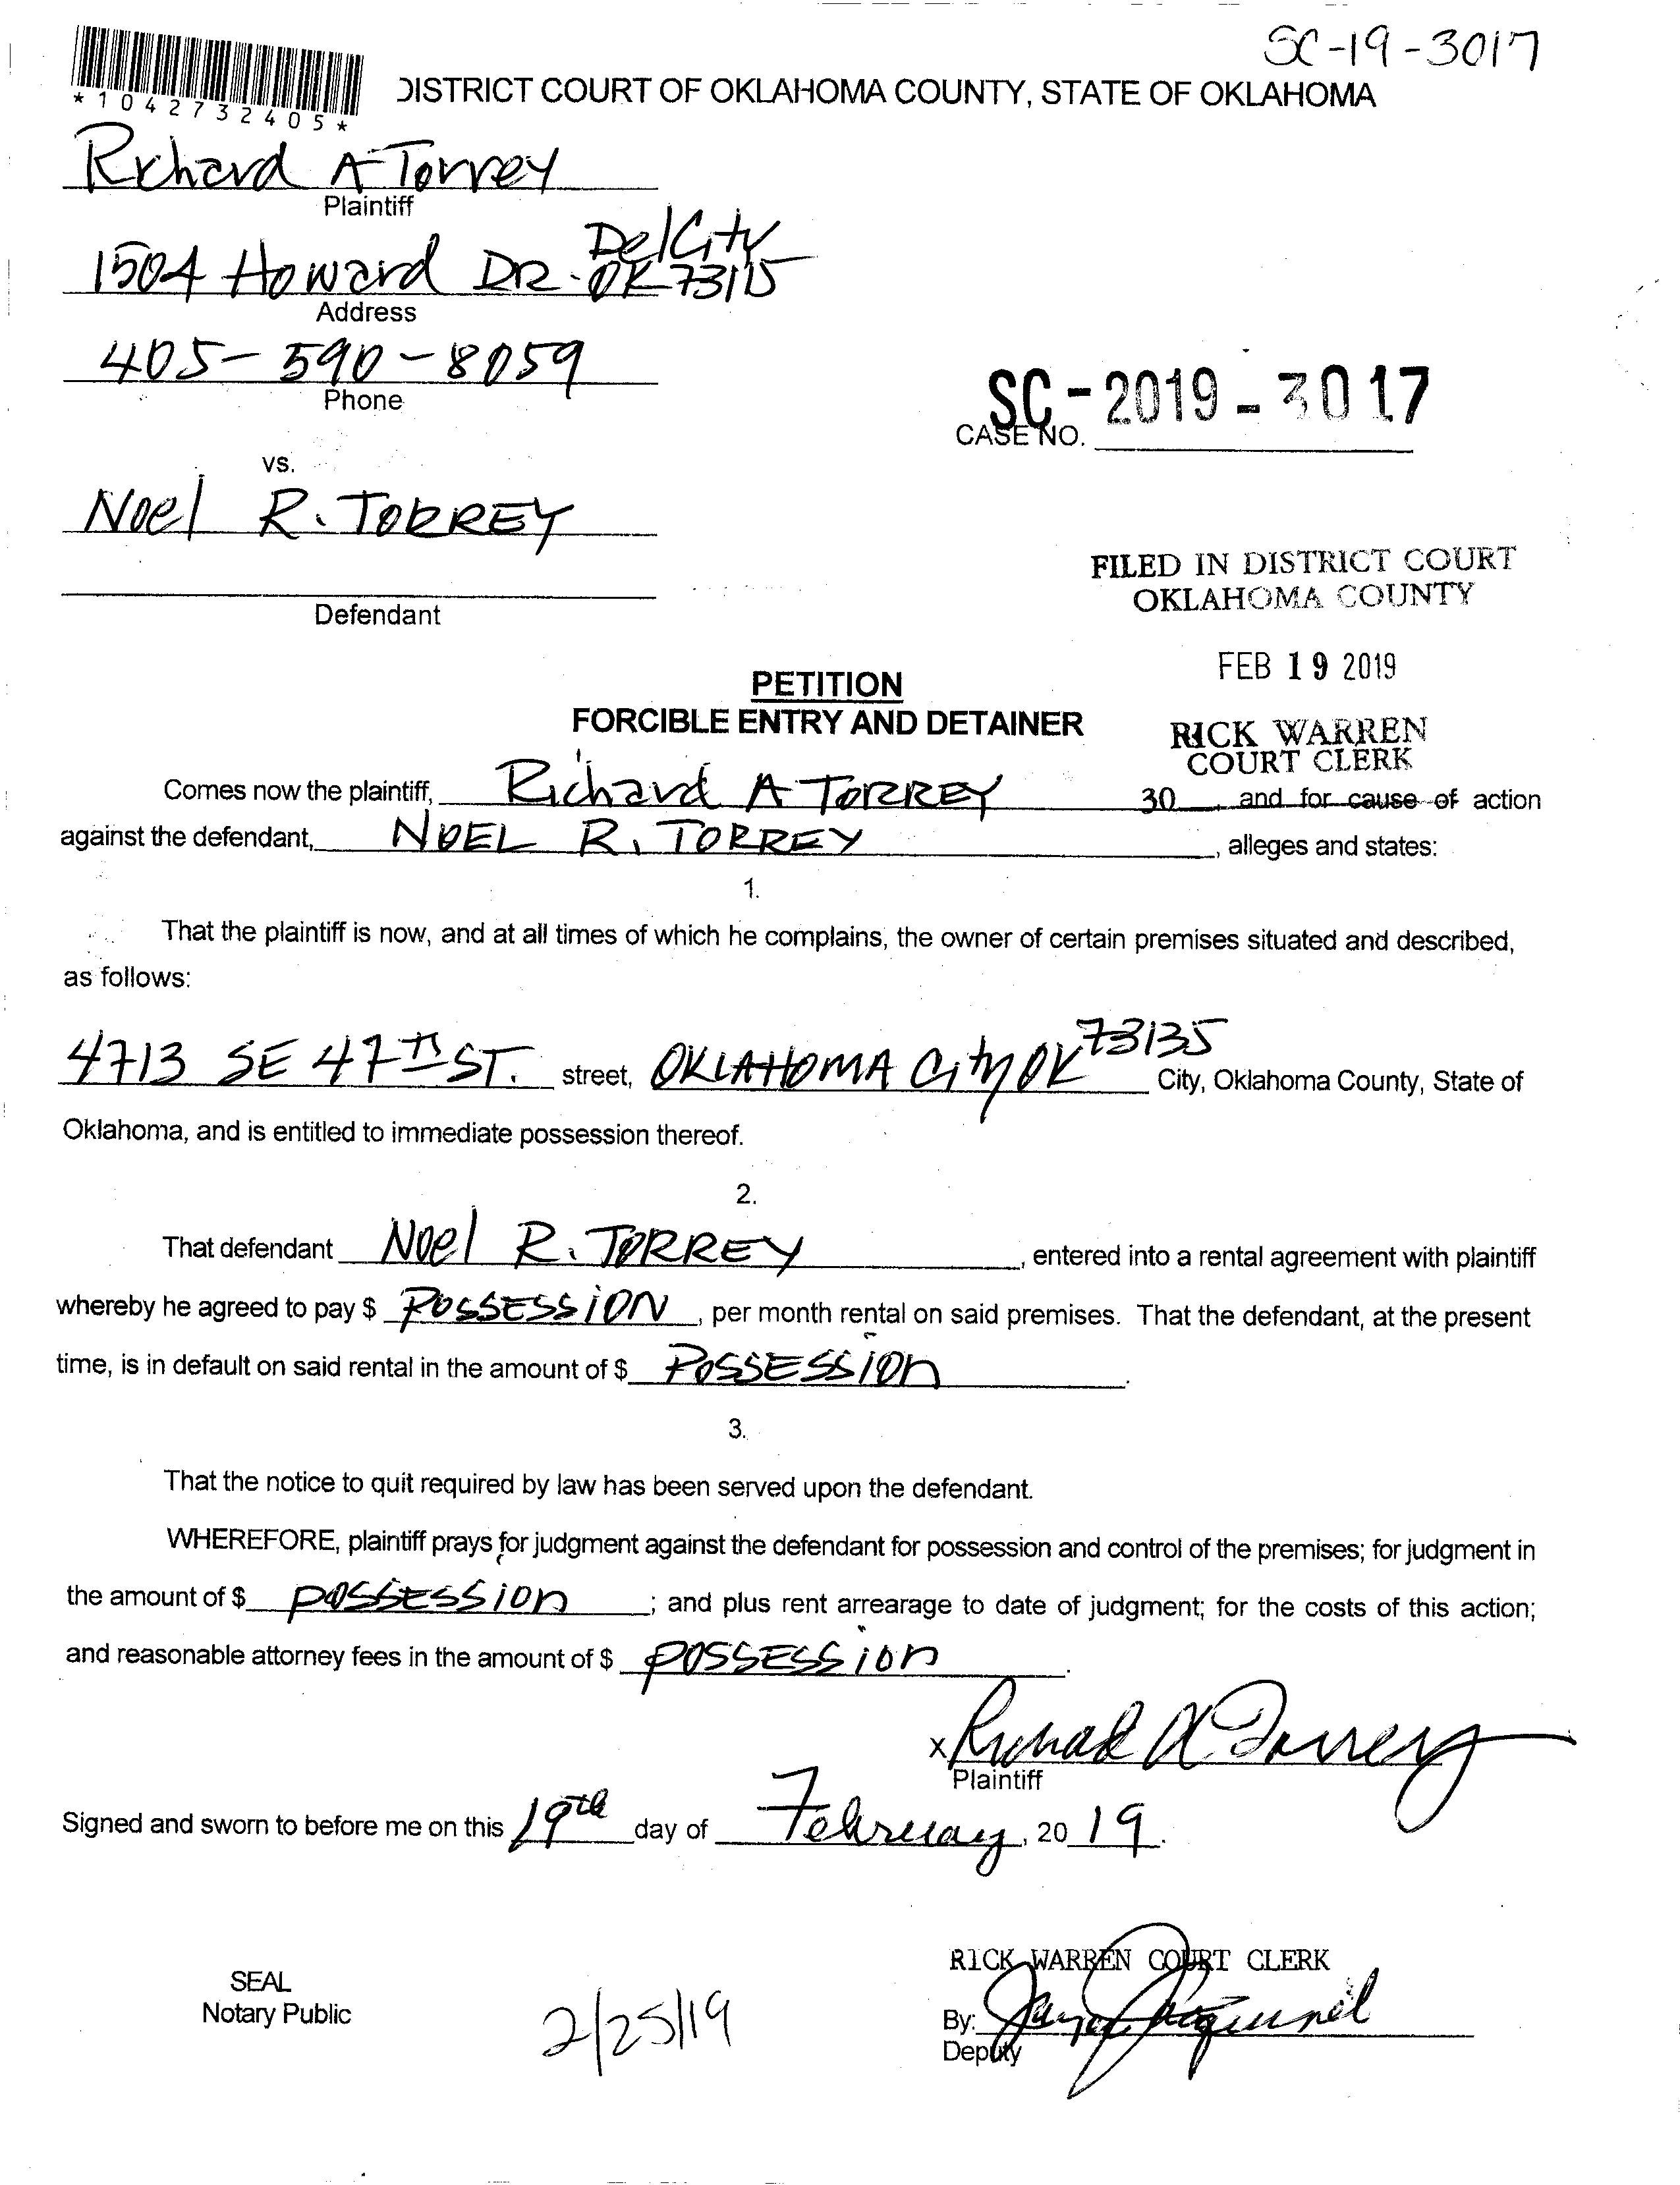 SC-19-3017
*1042732405*
DISTRICT COURT OF OKLAHOMA COUNTY, STATE OF OKLAHOMA
Richard A Torrey
Plaintiff
Del City
1504 Howard DR. OK 73115
Address
405-590-8059
Phone
SC-2019-3017
CASE NO.
vs.
Noel R. TORREY
Defendant
FILED IN DISTRICT COURT
OKLAHOMA COUNTY
FEB 19 2019
RICK WARREN
COURT CLERK
30
PETITION
FORCIBLE ENTRY AND DETAINER
Comes now the plaintiff, Richard A TORREY and for cause of action
against the defendant, NOEL R. TORREY, alleges and states:
1.
That the plaintiff is now, and at all times of which he complains, the owner of certain premises situated and described,
as follows:
4713 SE 47TH ST. street, OKLAHOMA City OK 73135 City, Oklahoma County, State of
Oklahoma, and is entitled to immediate possession thereof.
2.
That defendant Noel R. TORREY, entered into a rental agreement with plaintiff
whereby he agreed to pay $ POSSESSION, per month rental on said premises. That the defendant, at the present
time, is in default on said rental in the amount of $ POSSESSION.
3.
That the notice to quit required by law has been served upon the defendant.
WHEREFORE, plaintiff prays for judgment against the defendant for possession and control of the premises; for judgment in
the amount of $ possession; and plus rent arrearage to date of judgment; for the costs of this action;
and reasonable attorney fees in the amount of $ possession.
x Richard A Torrey
Plaintiff
Signed and sworn to before me on this 19th day of February, 2019.
SEAL
Notary Public
2/25/19
RICK WARREN COURT CLERK
By:
Deputy